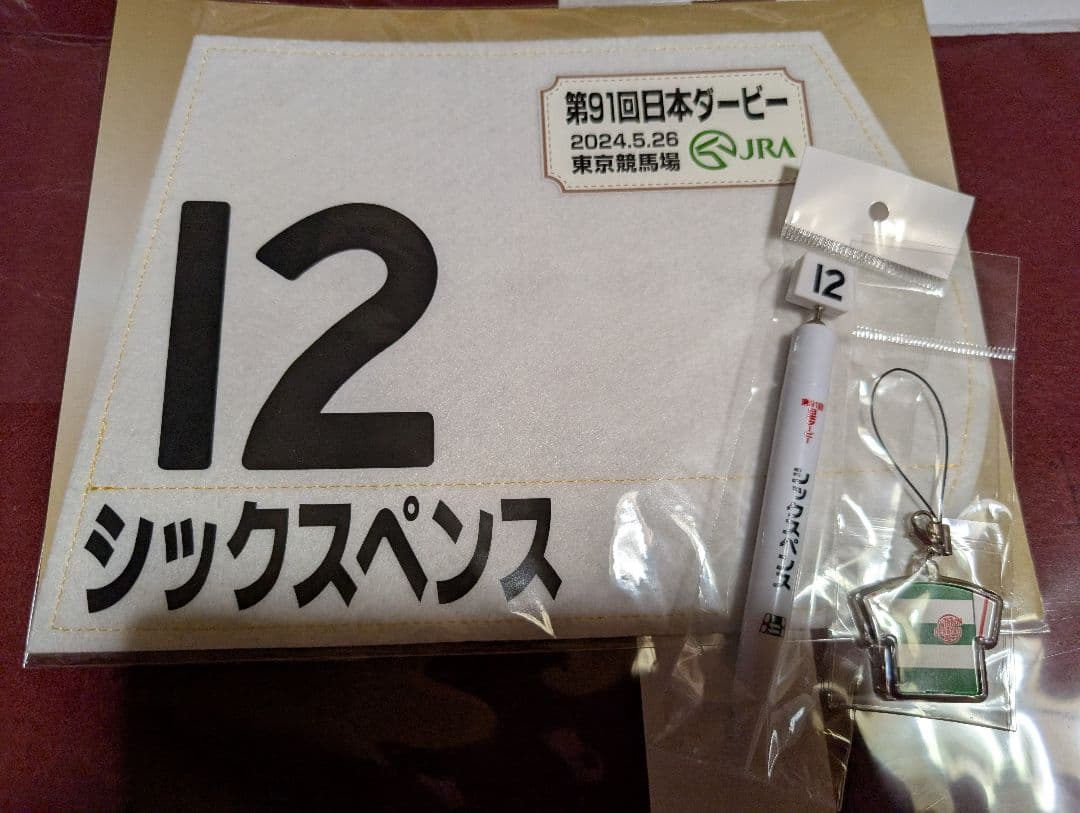 第91回日本ダービー
2024.5.26
東京競馬場
JRA
12
シックスペンス
12
シックスペンス